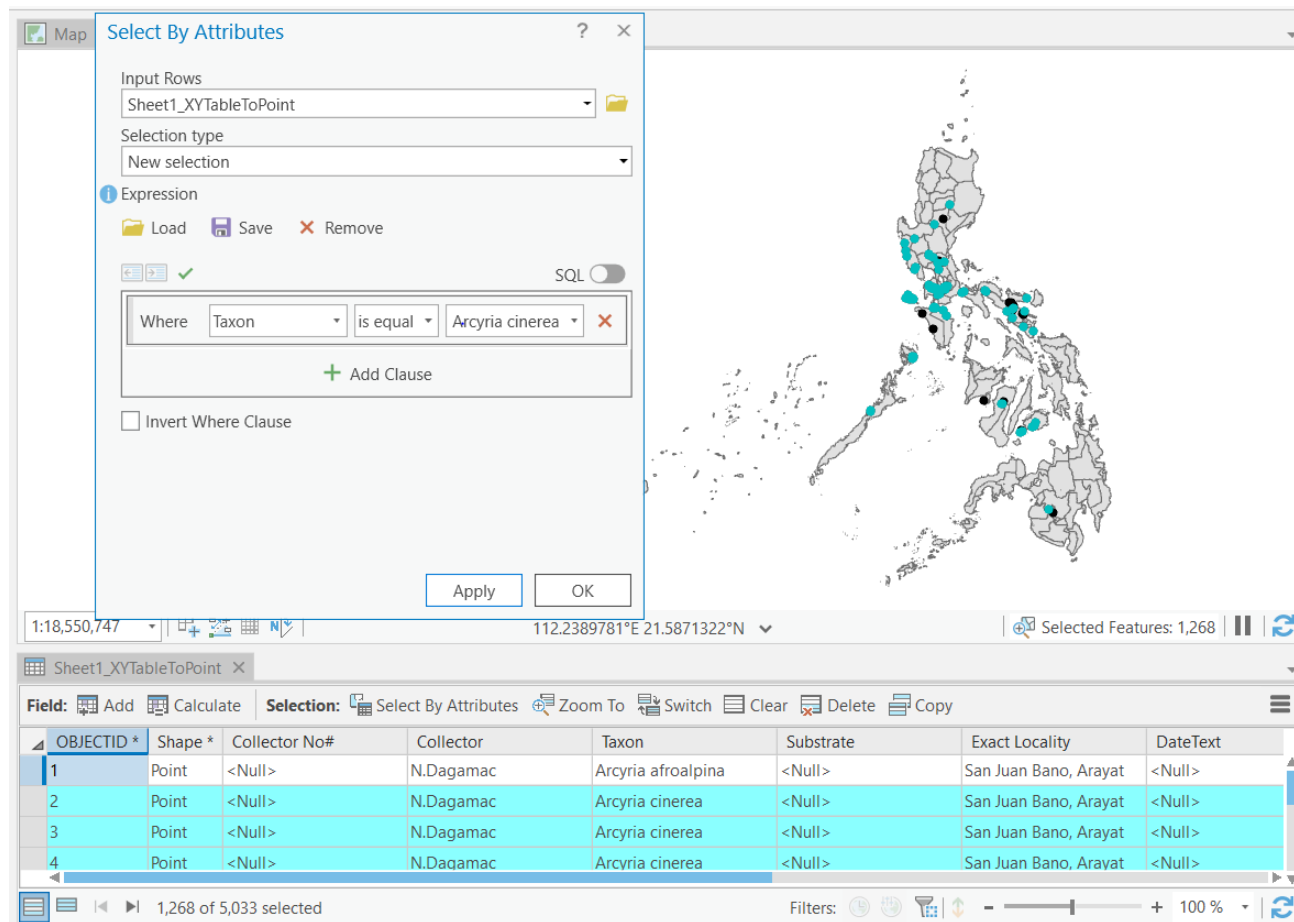 Map
Select By Attributes
?
Input Rows
Sheet1_XYTableToPoint
Selection type
New selection
Expression
Load Save Remove
SQL
Where Taxon is equal Arcyria cinerea
Add Clause
Invert Where Clause
Apply OK
1:18,550,747 112.2389781°E 21.5871322°N Selected Features: 1,268
Sheet1_XYTableToPoint
Field: Add Calculate Selection: Select By Attributes Zoom To Switch Clear Delete Copy
OBJECTID * Shape * Collector No# Collector Taxon Substrate Exact Locality DateText
1 Point <Null> N.Dagamac Arcyria afroalpina <Null> San Juan Bano, Arayat <Null>
2 Point <Null> N.Dagamac Arcyria cinerea <Null> San Juan Bano, Arayat <Null>
3 Point <Null> N.Dagamac Arcyria cinerea <Null> San Juan Bano, Arayat <Null>
4 Point <Null> N.Dagamac Arcyria cinerea <Null> San Juan Bano, Arayat <Null>
1,268 of 5,033 selected Filters: - + 100 %